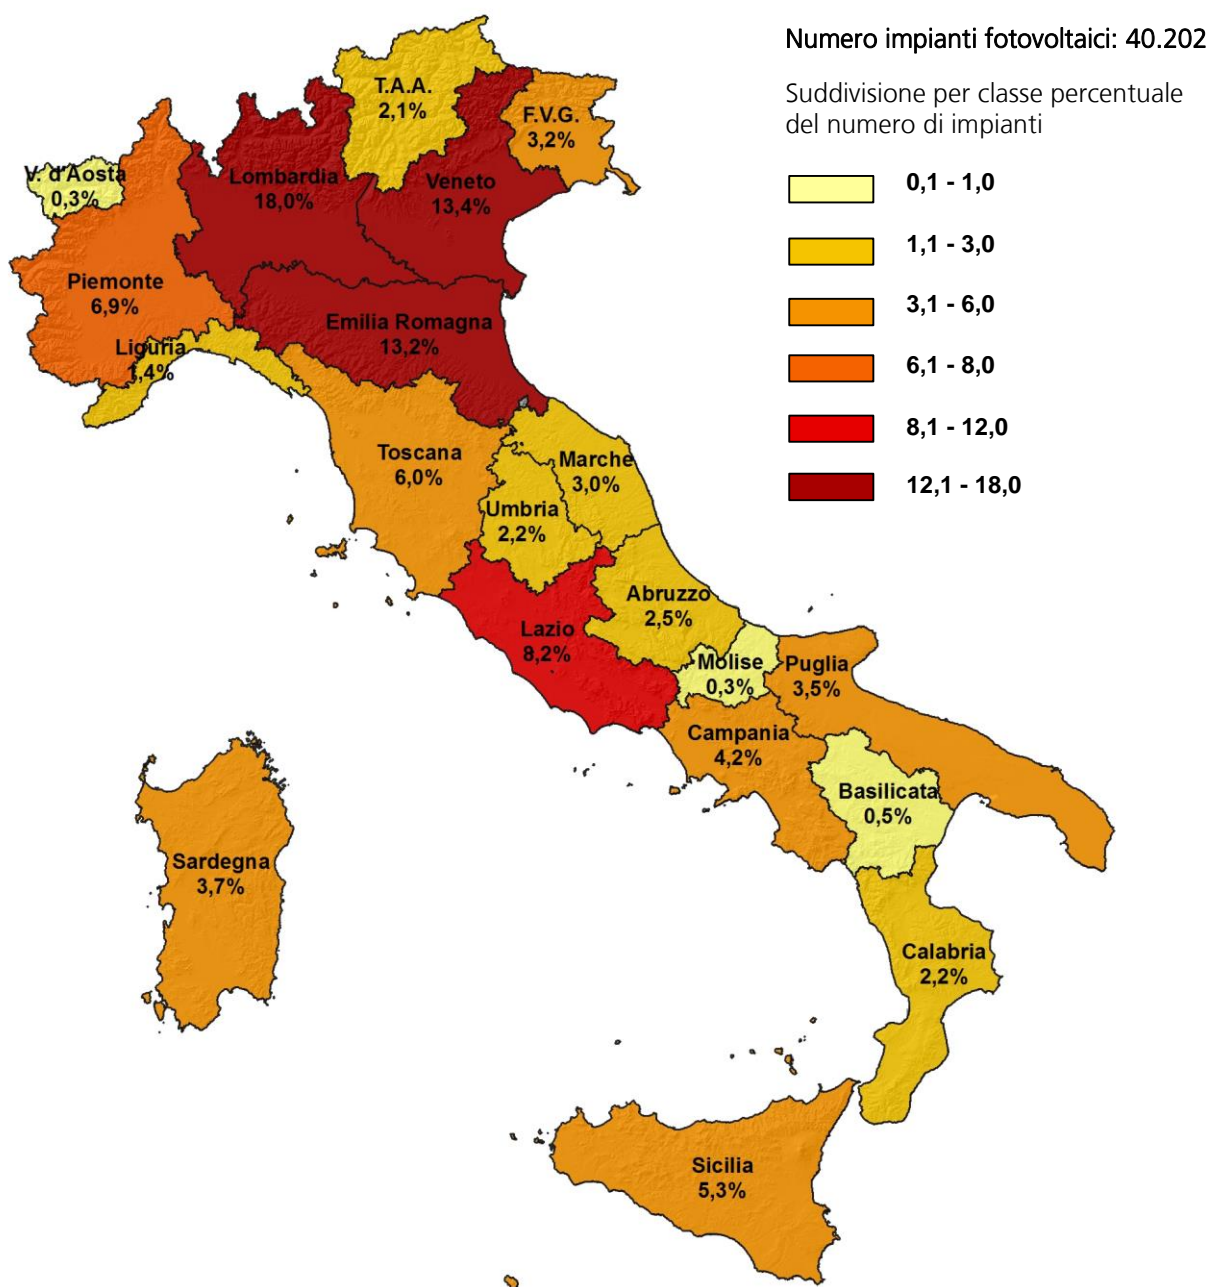 Numero impianti fotovoltaici: 40.202
Suddivisione per classe percentuale
del numero di impianti
0,1 - 1,0
1,1 - 3,0
3,1 - 6,0
6,1 - 8,0
8,1 - 12,0
12,1 - 18,0
T.A.A.
2,1%
F.V.G.
3,2%
V. d'Aosta
0,3%
Lombardia
18,0%
Veneto
13,4%
Piemonte
6,9%
Emilia Romagna
13,2%
Liguria
1,4%
Toscana
6,0%
Marche
3,0%
Umbria
2,2%
Abruzzo
2,5%
Lazio
8,2%
Molise
0,3%
Puglia
3,5%
Campania
4,2%
Basilicata
0,5%
Sardegna
3,7%
Calabria
2,2%
Sicilia
5,3%